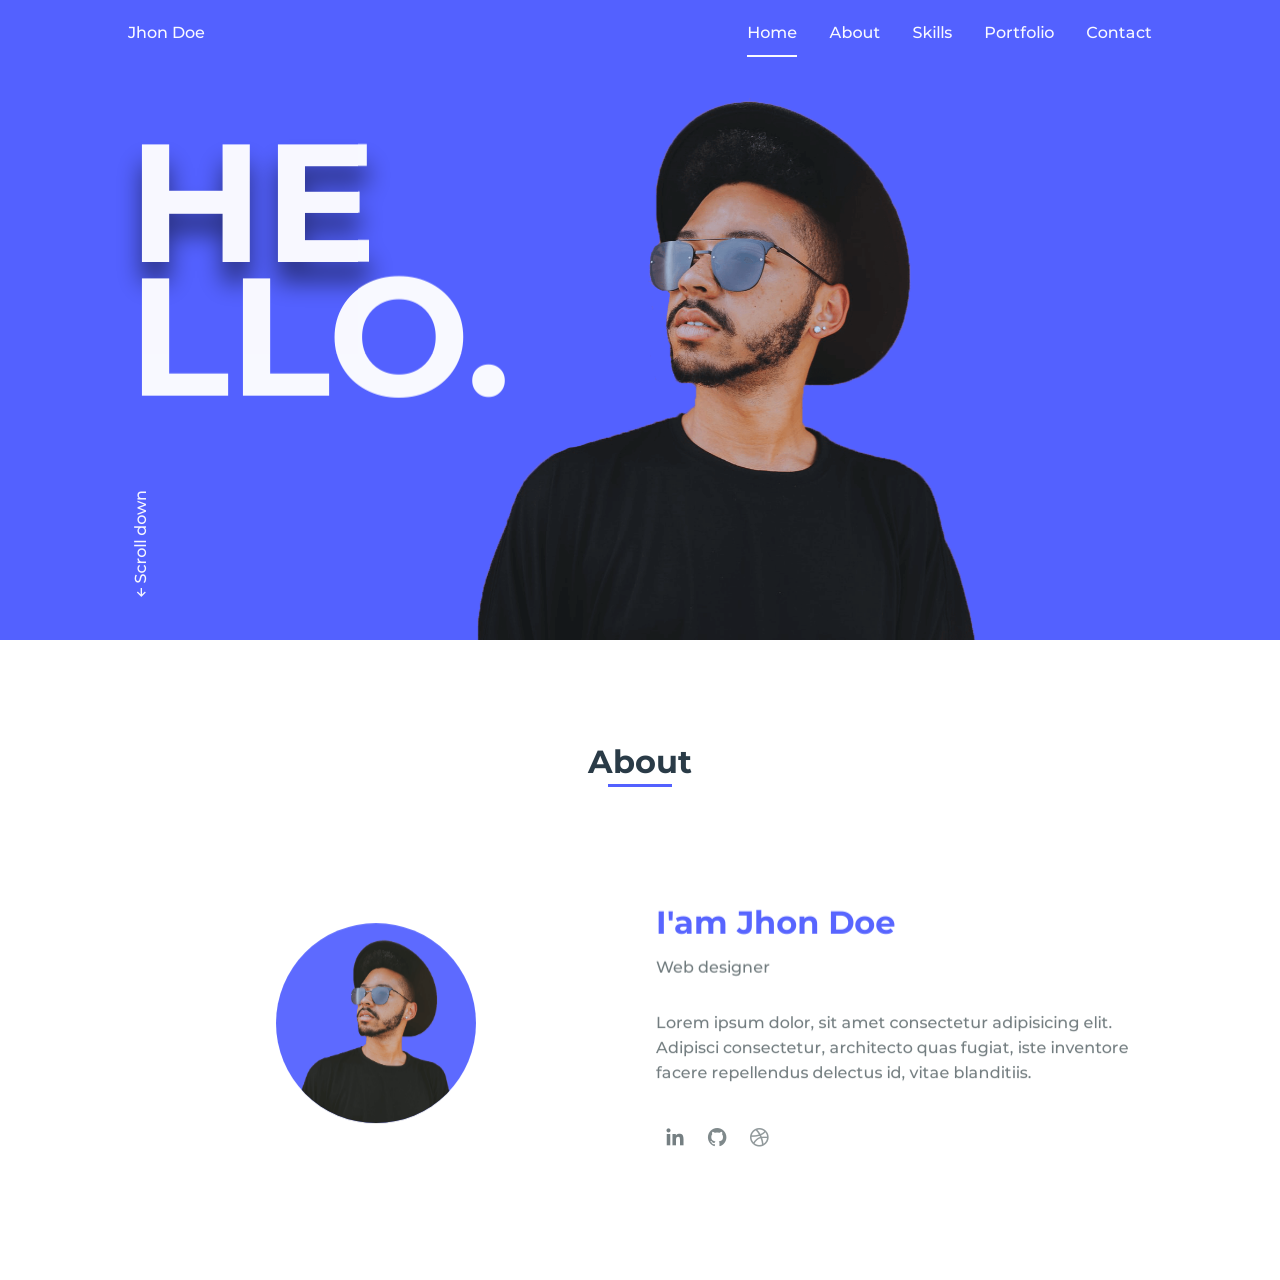 Jhon Doe
Home About Skills Portfolio Contact
HE
LLO.
← Scroll down
About
I'am Jhon Doe
Web designer
Lorem ipsum dolor, sit amet consectetur adipisicing elit.
Adipisci consectetur, architecto quas fugiat, iste inventore
facere repellendus delectus id, vitae blanditiis.
in